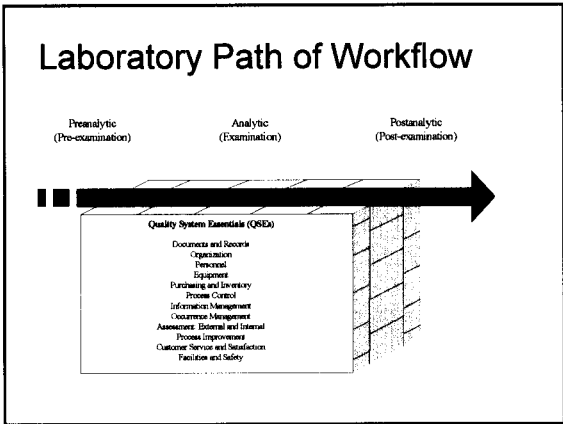 Laboratory Path of Workflow
Preanalytic
(Pre-examination)
Analytic
(Examination)
Postanalytic
(Post-examination)
Quality System Essentials (QSEs)
Documents and Records
Organization
Personnel
Equipment
Purchasing and Inventory
Process Control
Information Management
Occurrence Management
Assessment: External and Internal
Process Improvement
Customer Service and Satisfaction
Facilities and Safety